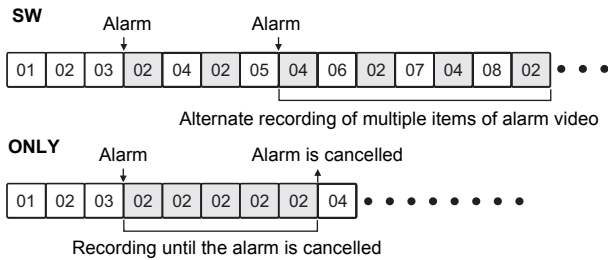 SW
Alarm Alarm
01 02 03 02 04 02 05 04 06 02 07 04 08 02
Alternate recording of multiple items of alarm video
ONLY
Alarm Alarm is cancelled
01 02 03 02 02 02 02 02 04
Recording until the alarm is cancelled